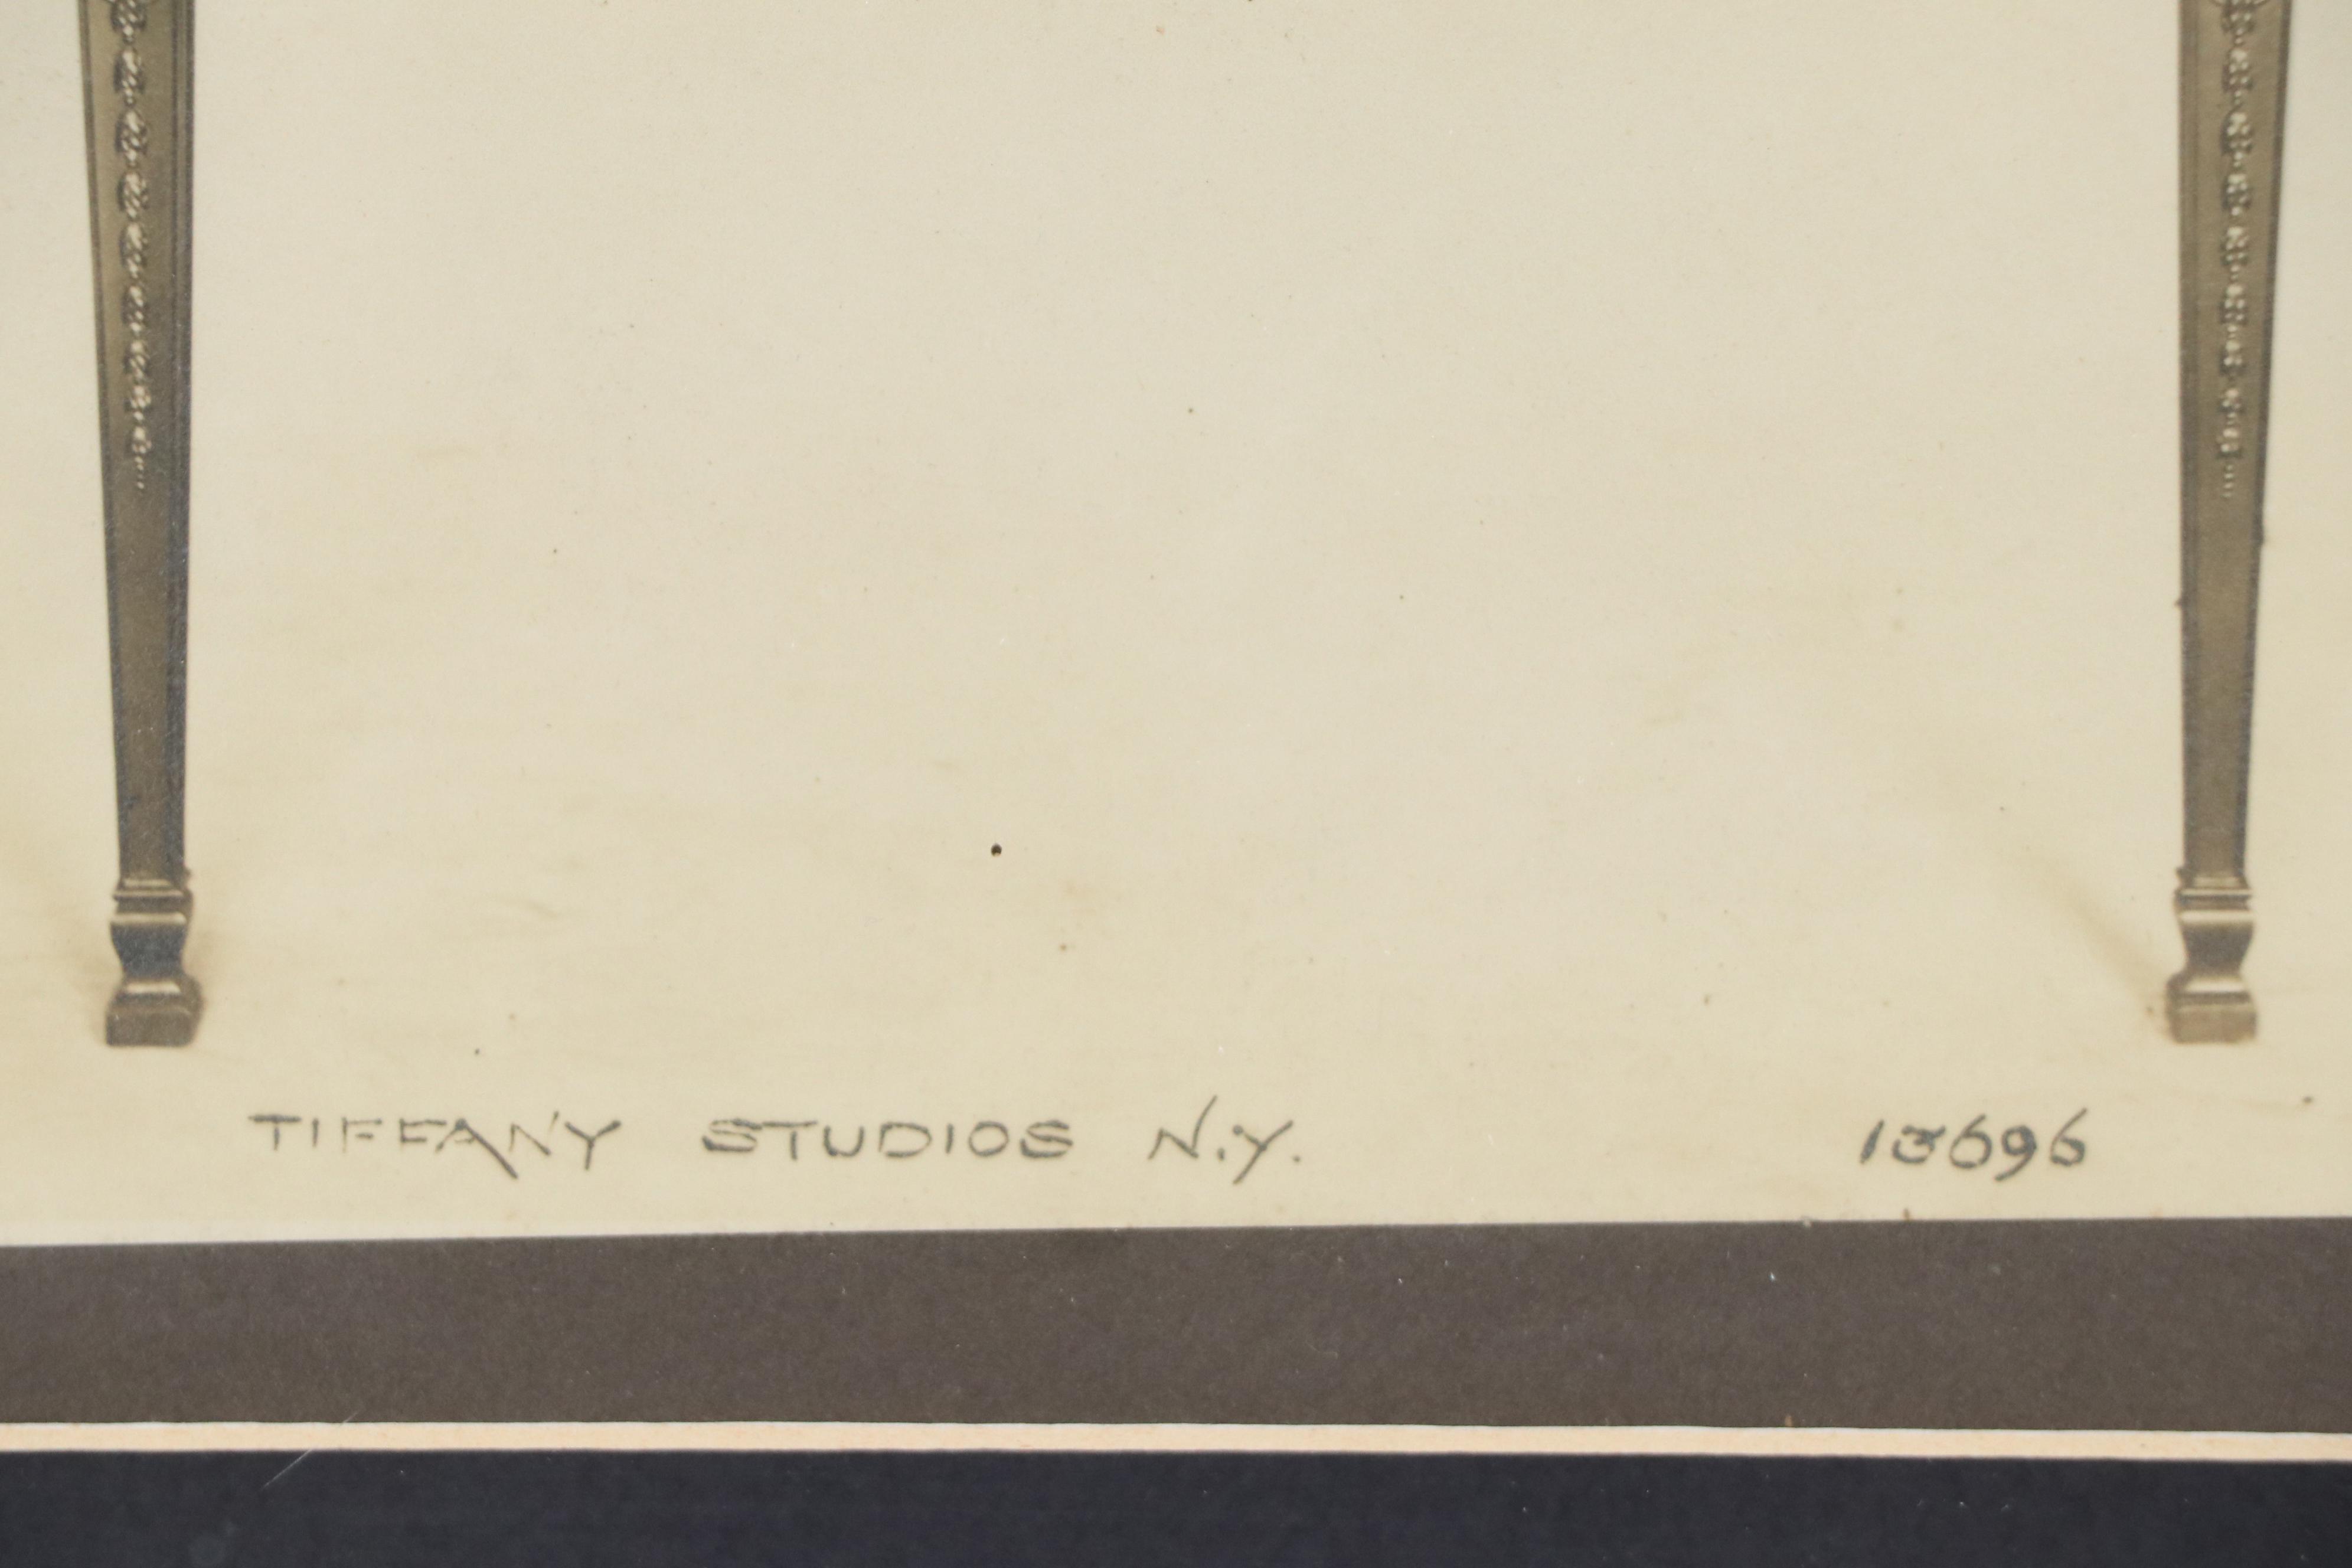 TIFFANY STUDIOS N.Y. 13696